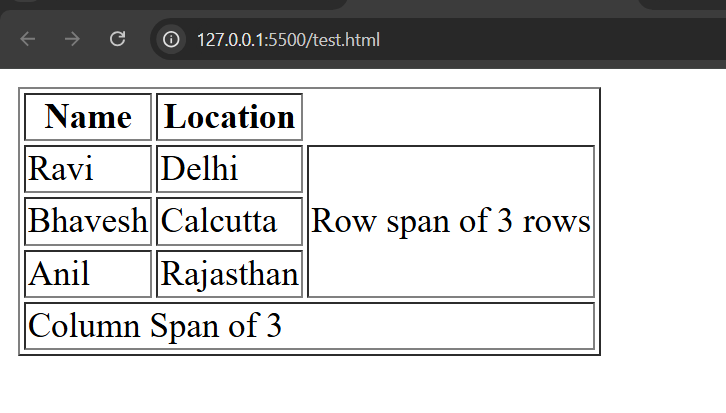 127.0.0.1:5500/test.html
Name Location
Ravi Delhi
Bhavesh Calcutta Row span of 3 rows
Anil Rajasthan
Column Span of 3